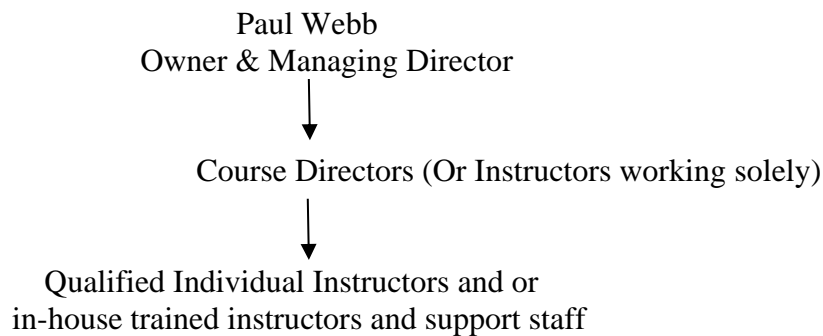 Paul Webb
Owner & Managing Director
Course Directors (Or Instructors working solely)
Qualified Individual Instructors and or
in-house trained instructors and support staff